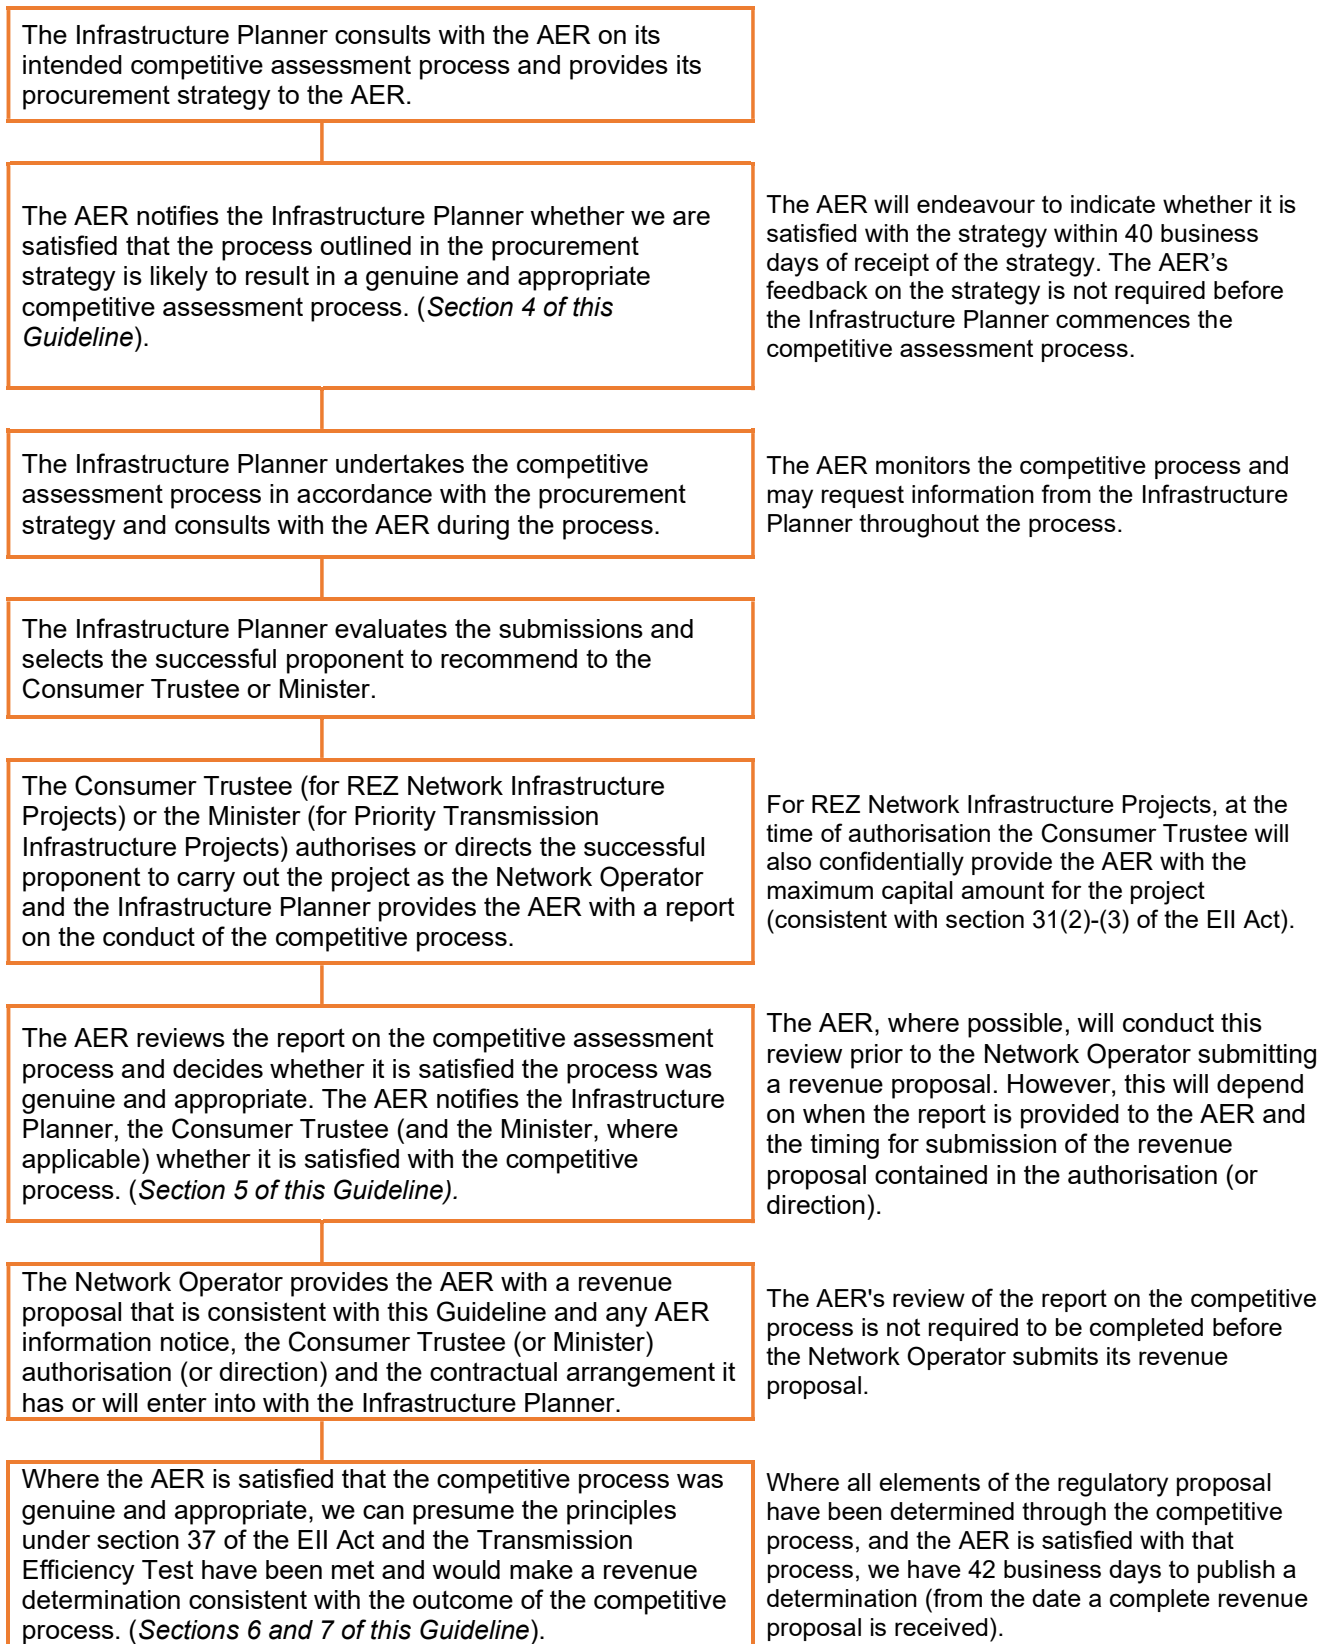 The Infrastructure Planner consults with the AER on its
intended competitive assessment process and provides its
procurement strategy to the AER.
The AER notifies the Infrastructure Planner whether we are
satisfied that the process outlined in the procurement
strategy is likely to result in a genuine and appropriate
competitive assessment process. (Section 4 of this
Guideline).
The AER will endeavour to indicate whether it is
satisfied with the strategy within 40 business
days of receipt of the strategy. The AER’s
feedback on the strategy is not required before
the Infrastructure Planner commences the
competitive assessment process.
The Infrastructure Planner undertakes the competitive
assessment process in accordance with the procurement
strategy and consults with the AER during the process.
The AER monitors the competitive process and
may request information from the Infrastructure
Planner throughout the process.
The Infrastructure Planner evaluates the submissions and
selects the successful proponent to recommend to the
Consumer Trustee or Minister.
The Consumer Trustee (for REZ Network Infrastructure
Projects) or the Minister (for Priority Transmission
Infrastructure Projects) authorises or directs the successful
proponent to carry out the project as the Network Operator
and the Infrastructure Planner provides the AER with a report
on the conduct of the competitive process.
For REZ Network Infrastructure Projects, at the
time of authorisation the Consumer Trustee will
also confidentially provide the AER with the
maximum capital amount for the project
(consistent with section 31(2)-(3) of the EII Act).
The AER reviews the report on the competitive assessment
process and decides whether it is satisfied the process was
genuine and appropriate. The AER notifies the Infrastructure
Planner, the Consumer Trustee (and the Minister, where
applicable) whether it is satisfied with the competitive
process. (Section 5 of this Guideline).
The AER, where possible, will conduct this
review prior to the Network Operator submitting
a revenue proposal. However, this will depend
on when the report is provided to the AER and
the timing for submission of the revenue
proposal contained in the authorisation (or
direction).
The Network Operator provides the AER with a revenue
proposal that is consistent with this Guideline and any AER
information notice, the Consumer Trustee (or Minister)
authorisation (or direction) and the contractual arrangement it
has or will enter into with the Infrastructure Planner.
The AER's review of the report on the competitive
process is not required to be completed before
the Network Operator submits its revenue
proposal.
Where the AER is satisfied that the competitive process was
genuine and appropriate, we can presume the principles
under section 37 of the EII Act and the Transmission
Efficiency Test have been met and would make a revenue
determination consistent with the outcome of the competitive
process. (Sections 6 and 7 of this Guideline).
Where all elements of the regulatory proposal
have been determined through the competitive
process, and the AER is satisfied with that
process, we have 42 business days to publish a
determination (from the date a complete revenue
proposal is received).